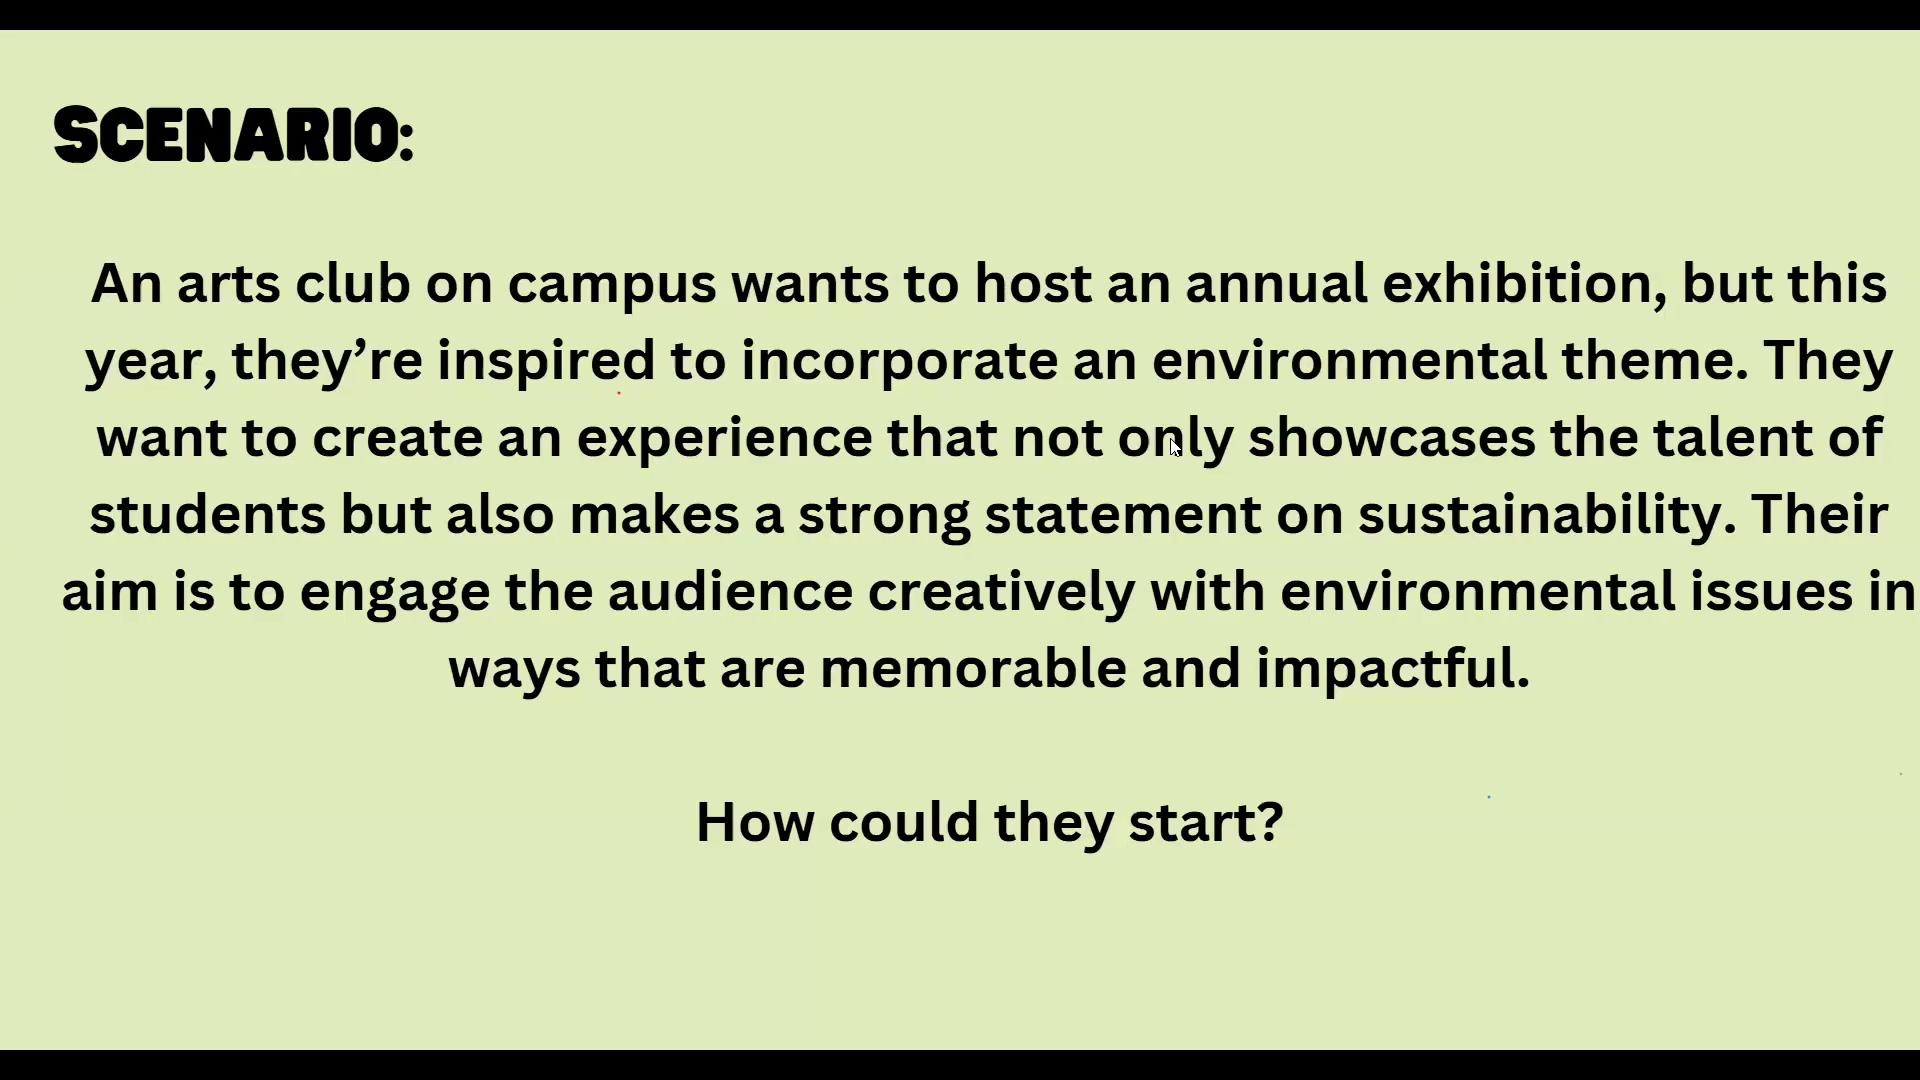 SCENARIO:
An arts club on campus wants to host an annual exhibition, but this
year, they’re inspired to incorporate an environmental theme. They
want to create an experience that not only showcases the talent of
students but also makes a strong statement on sustainability. Their
aim is to engage the audience creatively with environmental issues in
ways that are memorable and impactful.
How could they start?